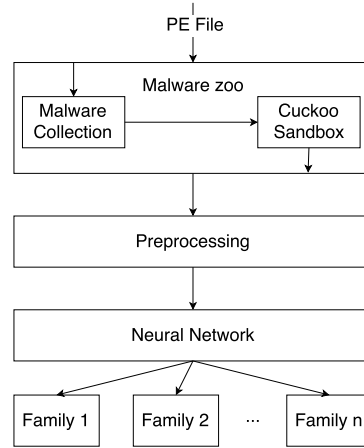 PE File
Malware zoo
Malware
Collection
Cuckoo
Sandbox
Preprocessing
Neural Network
Family 1
Family 2
...
Family n